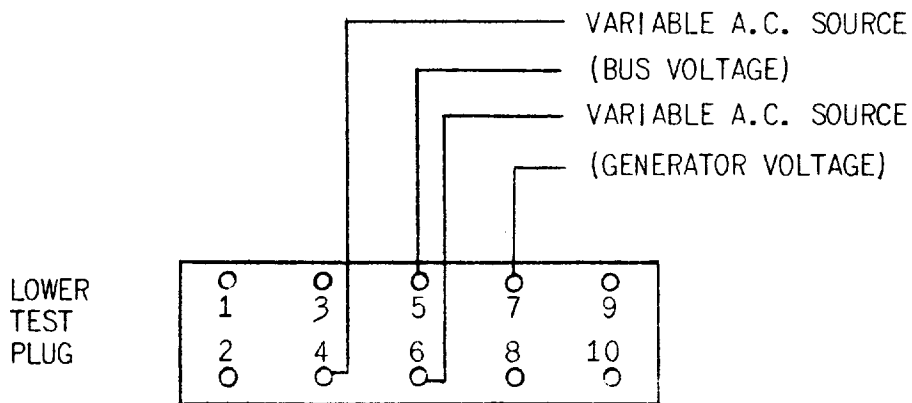 VARIABLE A.C. SOURCE
(BUS VOLTAGE)
VARIABLE A.C. SOURCE
(GENERATOR VOLTAGE)
LOWER
TEST
PLUG
1 3 5 7 9
2 4 6 8 10